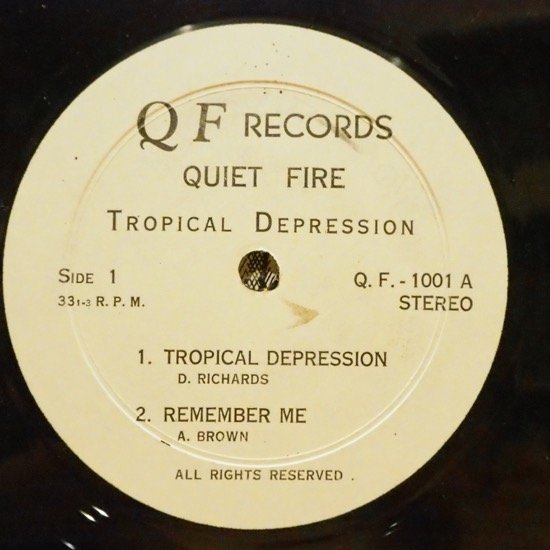 QF RECORDS
QUIET FIRE
TROPICAL DEPRESSION
SIDE 1
33 1-3 R. P. M.
Q. F. - 1001 A
STEREO
1. TROPICAL DEPRESSION
D. RICHARDS
2. REMEMBER ME
A. BROWN
ALL RIGHTS RESERVED .